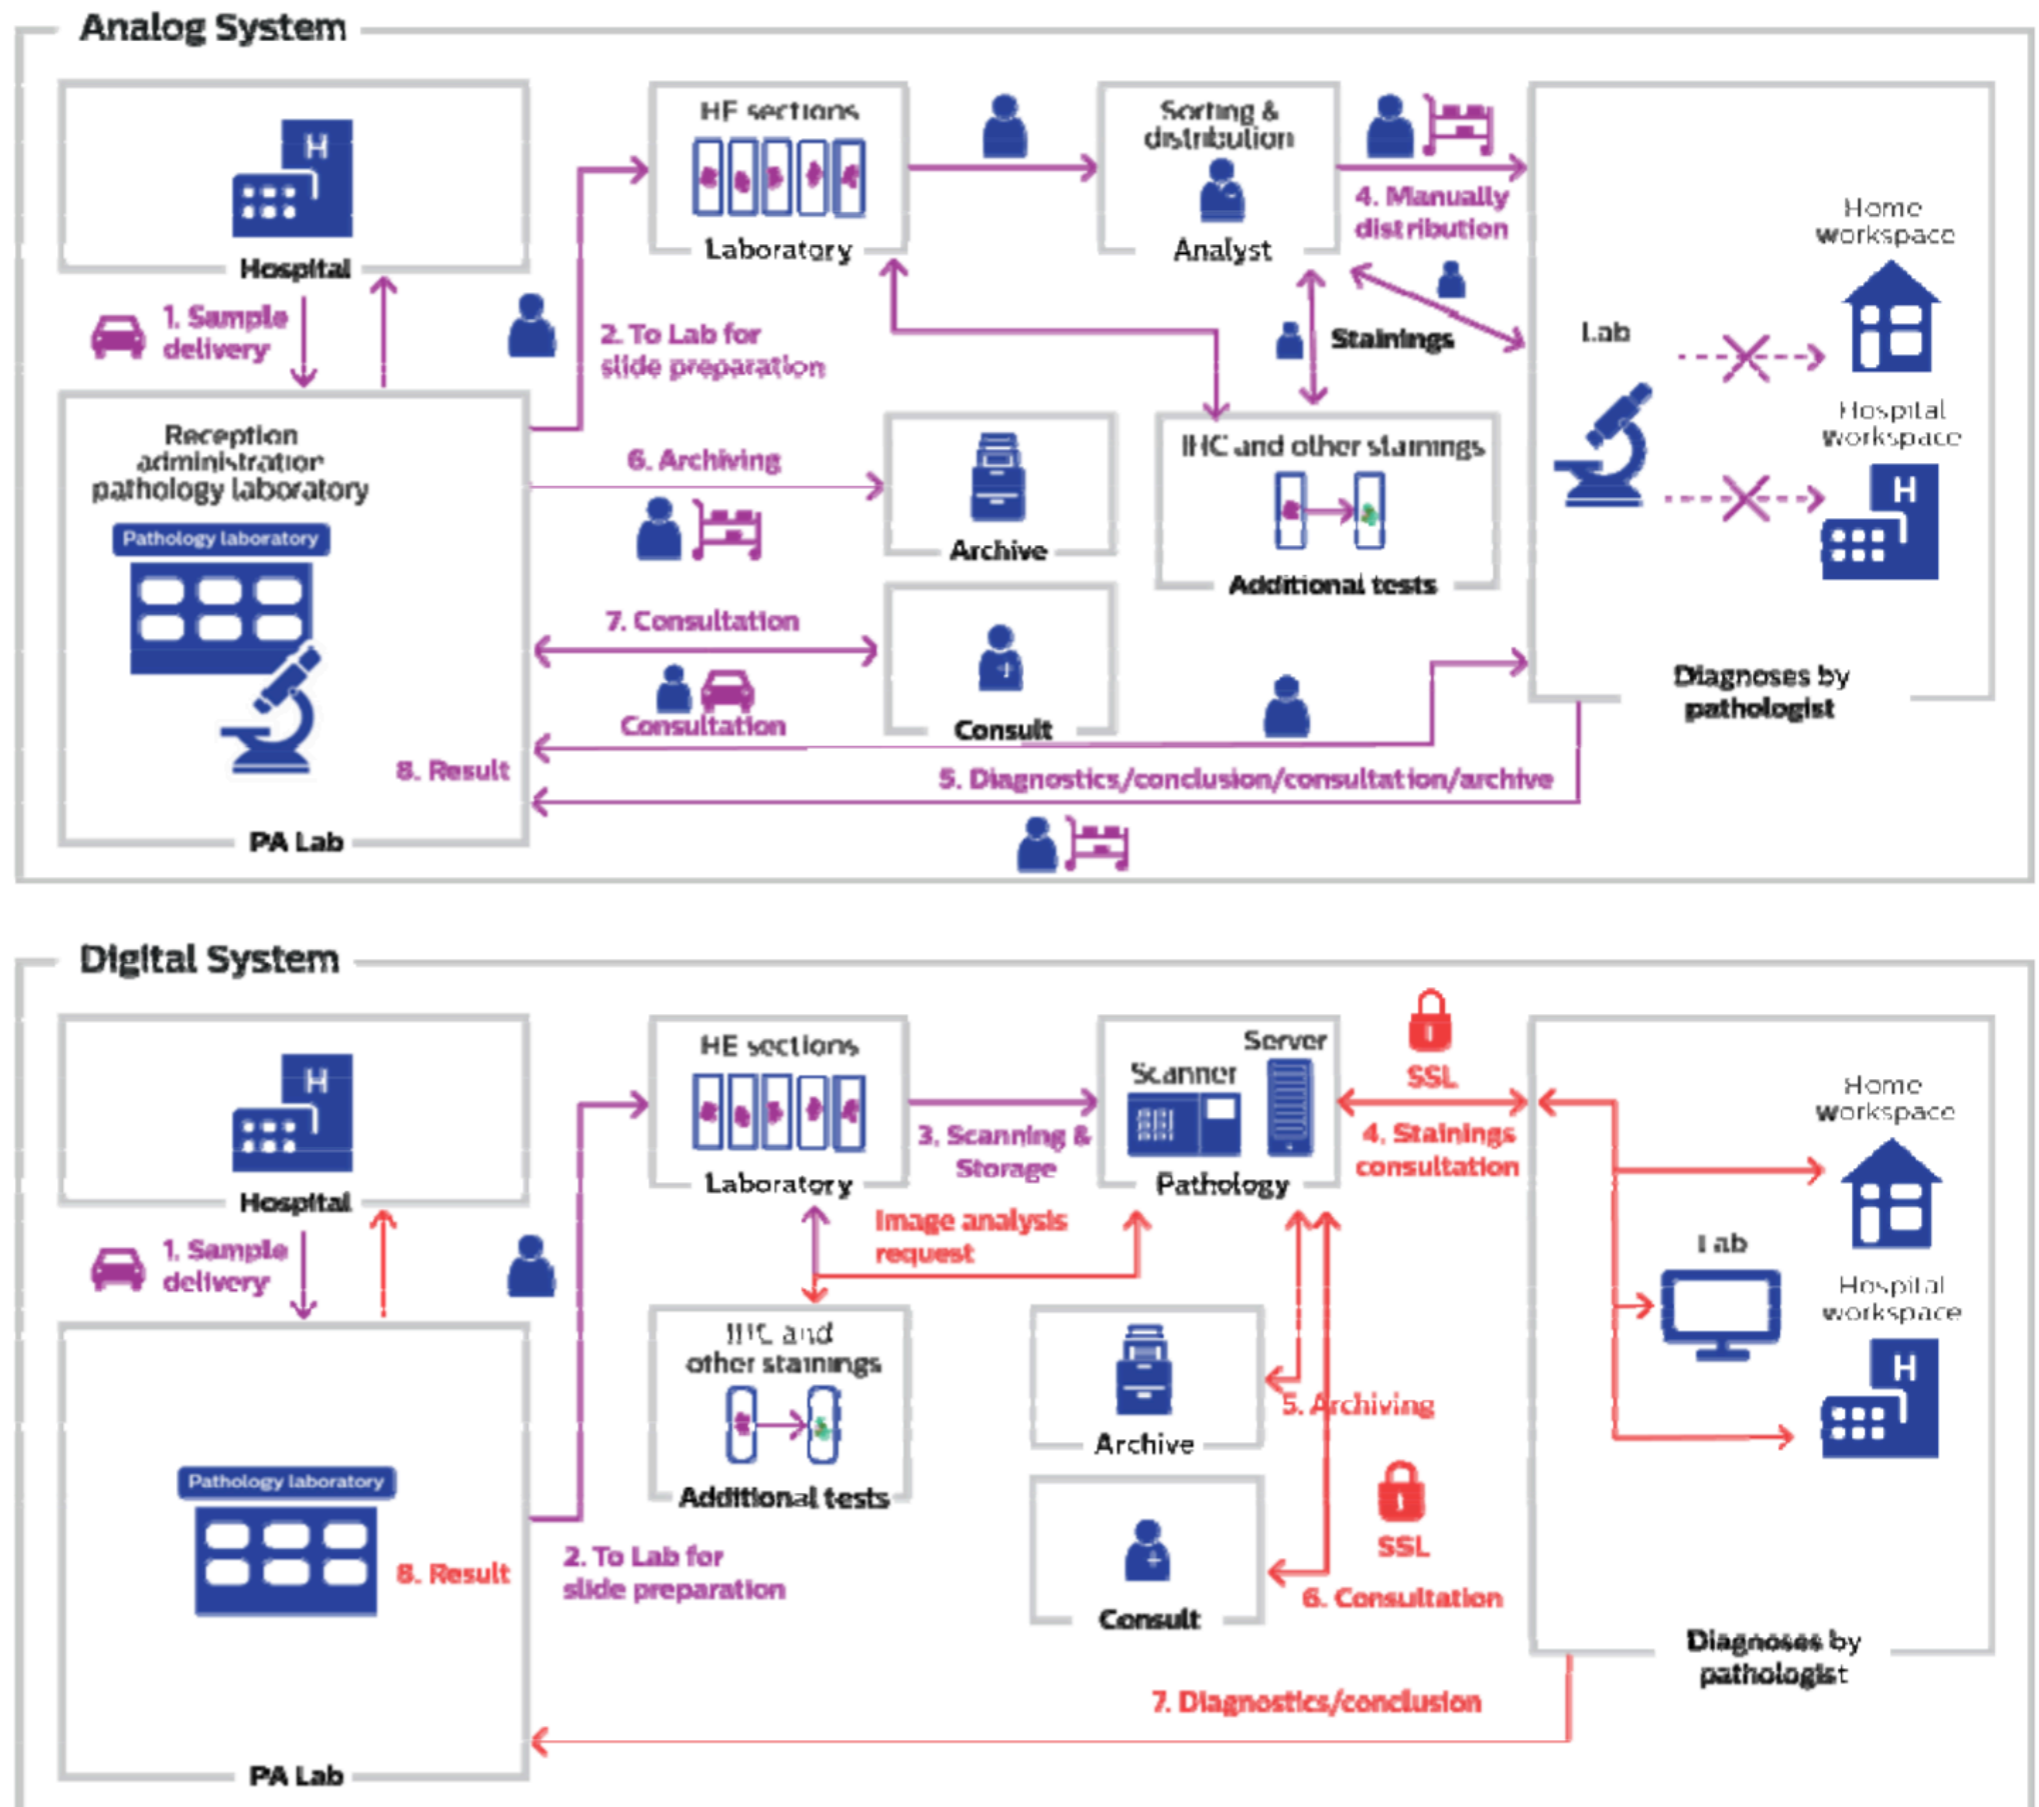 Analog System
H
Hospital
1. Sample
delivery
Reception
administration
pathology laboratory
Pathology laboratory
8. Result
PA Lab
2. To Lab for
slide preparation
HE sections
Laboratory
Sorting &
distribution
Analyst
4. Manually
distribution
Stainings
6. Archiving
Archive
7. Consultation
Consultation
Consult
IHC and other stainings
Additional tests
5. Diagnostics/conclusion/consultation/archive
Lab
Home
workspace
Hospital
workspace
H
Diagnoses by
pathologist
Digital System
H
Hospital
1. Sample
delivery
Pathology laboratory
8. Result
PA Lab
2. To Lab for
slide preparation
HE sections
Laboratory
3. Scanning &
Storage
Image analysis
request
IHC and
other stainings
Additional tests
Server
Scanner
Pathology
SSL
4. Stainings
consultation
Archive
5. Archiving
Consult
SSL
6. Consultation
7. Diagnostics/conclusion
Home
workspace
Lab
Hospital
workspace
H
Diagnoses by
pathologist